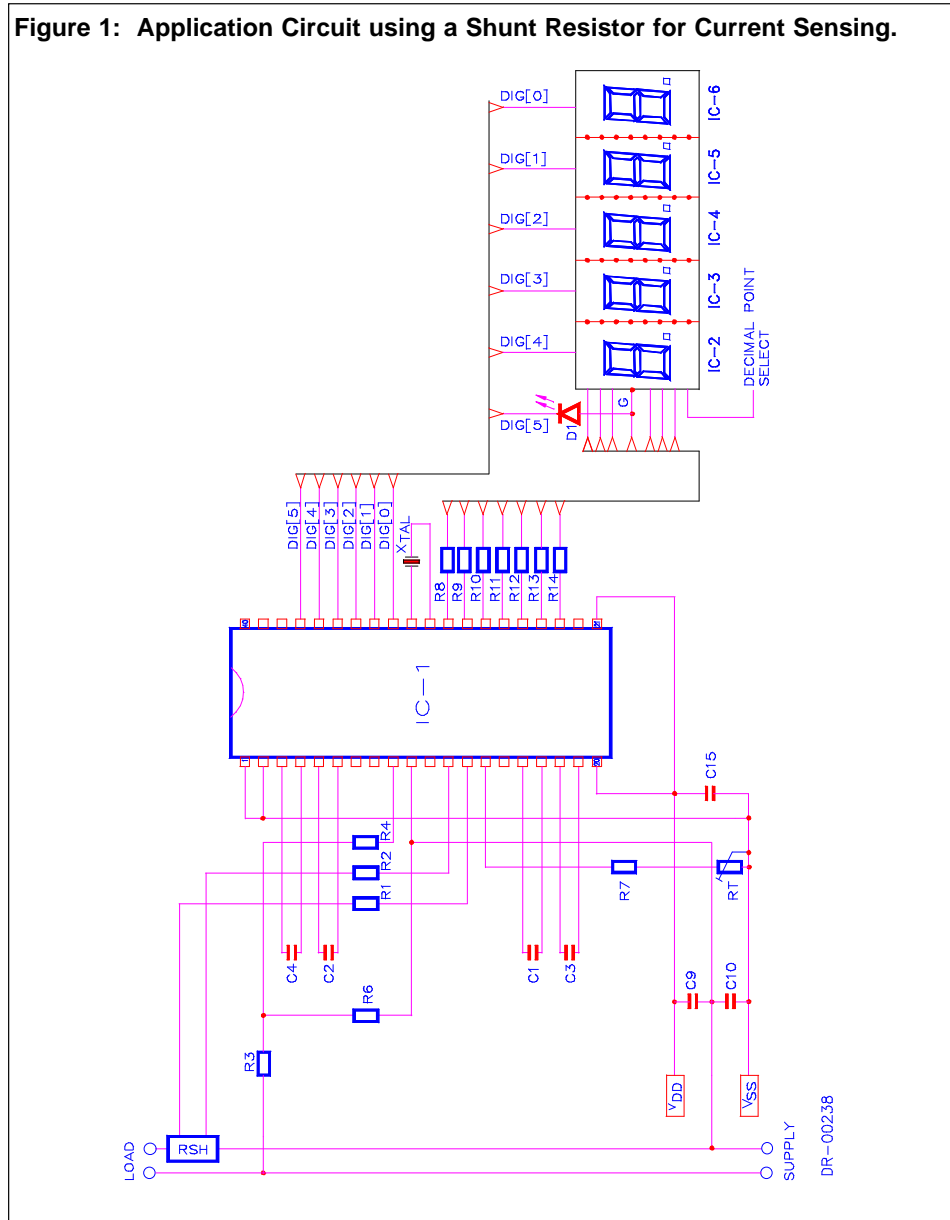 Figure 1: Application Circuit using a Shunt Resistor for Current Sensing.
DIG[0]
IC-6
DIG[1]
IC-5
DIG[2]
IC-4
DIG[3]
IC-3
DIG[4]
IC-2
DECIMAL POINT
SELECT
DIG[5]
D1
G
DIG[5]
DIG[4]
DIG[3]
DIG[2]
DIG[1]
DIG[0]
XTAL
R8
R9
R10
R11
R12
R13
R14
40
21
IC-1
1
20
C15
R4
R2
R1
R7
RT
C4
C2
C1
C3
R6
C9
C10
R3
VDD
VSS
LOAD
RSH
SUPPLY
DR-00238